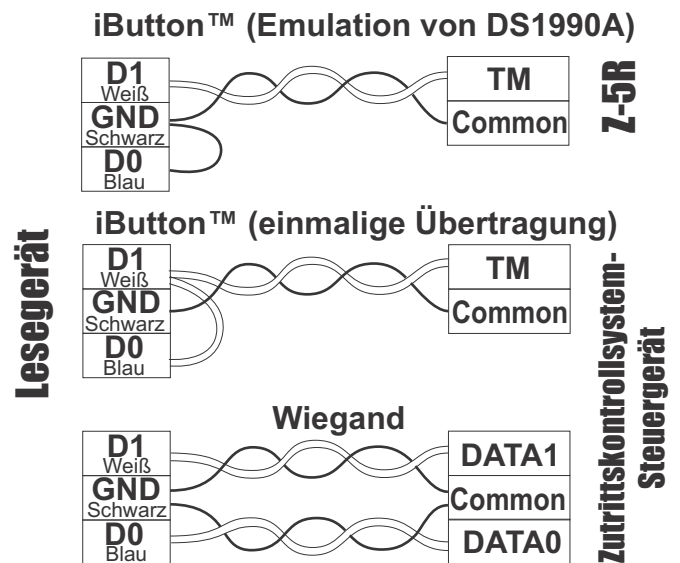 iButton™ (Emulation von DS1990A)
D1
Weiß
GND
Schwarz
D0
Blau
TM
Common
Z-5R
Lesegerät
iButton™ (einmalige Übertragung)
D1
Weiß
GND
Schwarz
D0
Blau
TM
Common
Zutrittskontrollsystem-
Steuergerät
Wiegand
D1
Weiß
GND
Schwarz
D0
Blau
DATA1
Common
DATA0